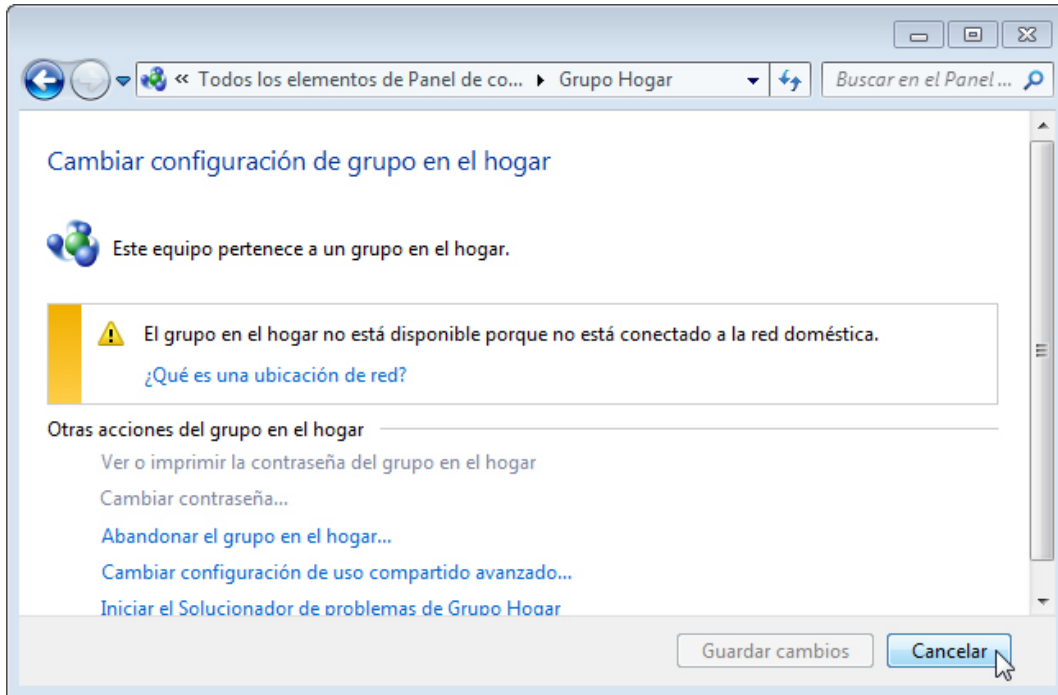 « Todos los elementos de Panel de co... Grupo Hogar Buscar en el Panel ...
Cambiar configuración de grupo en el hogar
Este equipo pertenece a un grupo en el hogar.
El grupo en el hogar no está disponible porque no está conectado a la red doméstica.
¿Qué es una ubicación de red?
Otras acciones del grupo en el hogar
Ver o imprimir la contraseña del grupo en el hogar
Cambiar contraseña...
Abandonar el grupo en el hogar...
Cambiar configuración de uso compartido avanzado...
Iniciar el Solucionador de problemas de Grupo Hogar
Guardar cambios Cancelar